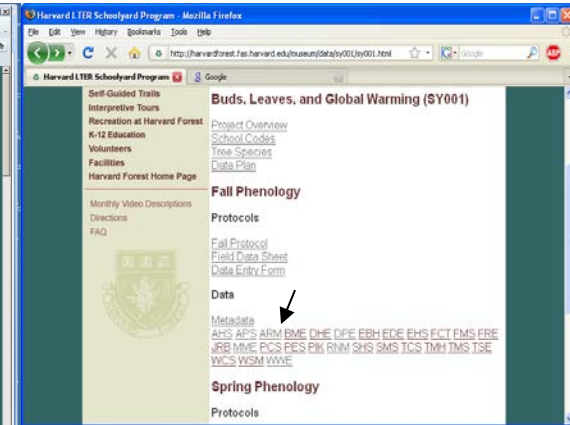 Harvard LTER Schoolyard Program - Mozilla Firefox
File Edit View History Bookmarks Tools Help
http://harvardforest.fas.harvard.edu/museum/data/sy001/sy001.html
Google
Harvard LTER Schoolyard Program
Google
Self-Guided Trails
Interpretive Tours
Recreation at Harvard Forest
K-12 Education
Volunteers
Facilities
Harvard Forest Home Page
Monthly Video Descriptions
Directions
FAQ
Buds, Leaves, and Global Warming (SY001)
Project Overview
School Codes
Tree Species
Data Plan
Fall Phenology
Protocols
Fall Protocol
Field Data Sheet
Data Entry Form
Data
Metadata
AHS APS ARM BME DHE DPE EBH EDE EHS FCT FMS FRE
JRB MME PCS PES PIK RNM SHS SMS TCS TMH TMS TSE
WCS WSM WWE
Spring Phenology
Protocols